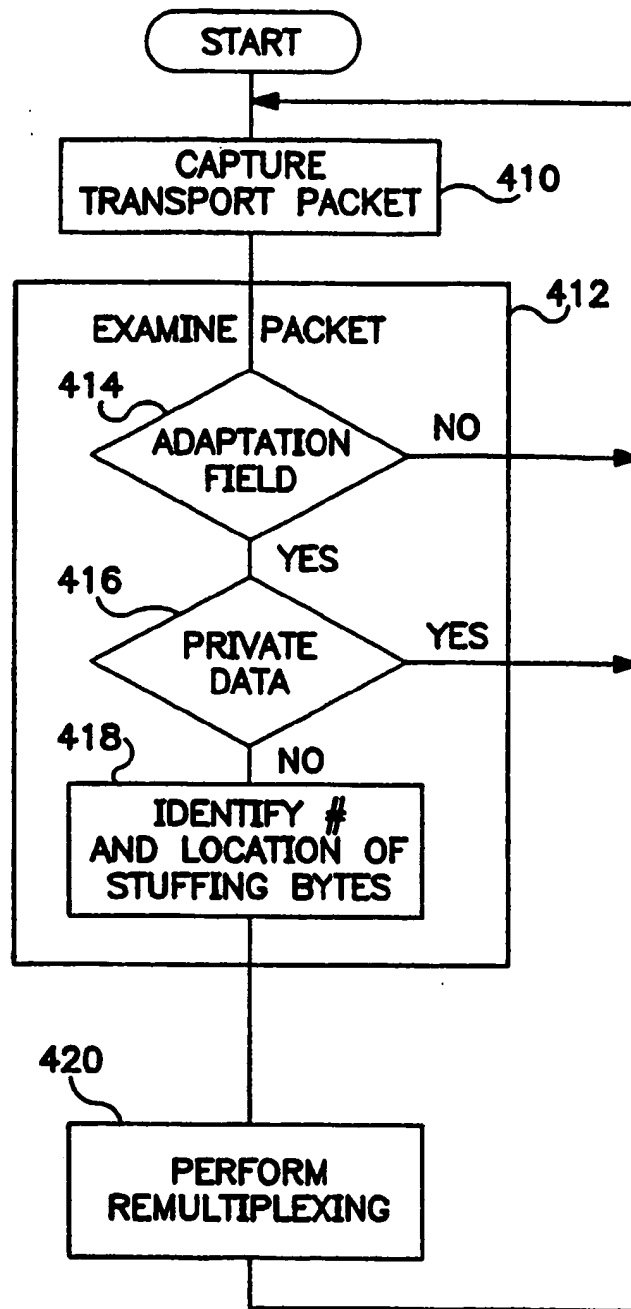 START
CAPTURE
TRANSPORT PACKET
410
412
EXAMINE PACKET
414
ADAPTATION
FIELD
NO
YES
416
PRIVATE
DATA
YES
NO
418
IDENTIFY #
AND LOCATION OF
STUFFING BYTES
420
PERFORM
REMULTIPLEXING